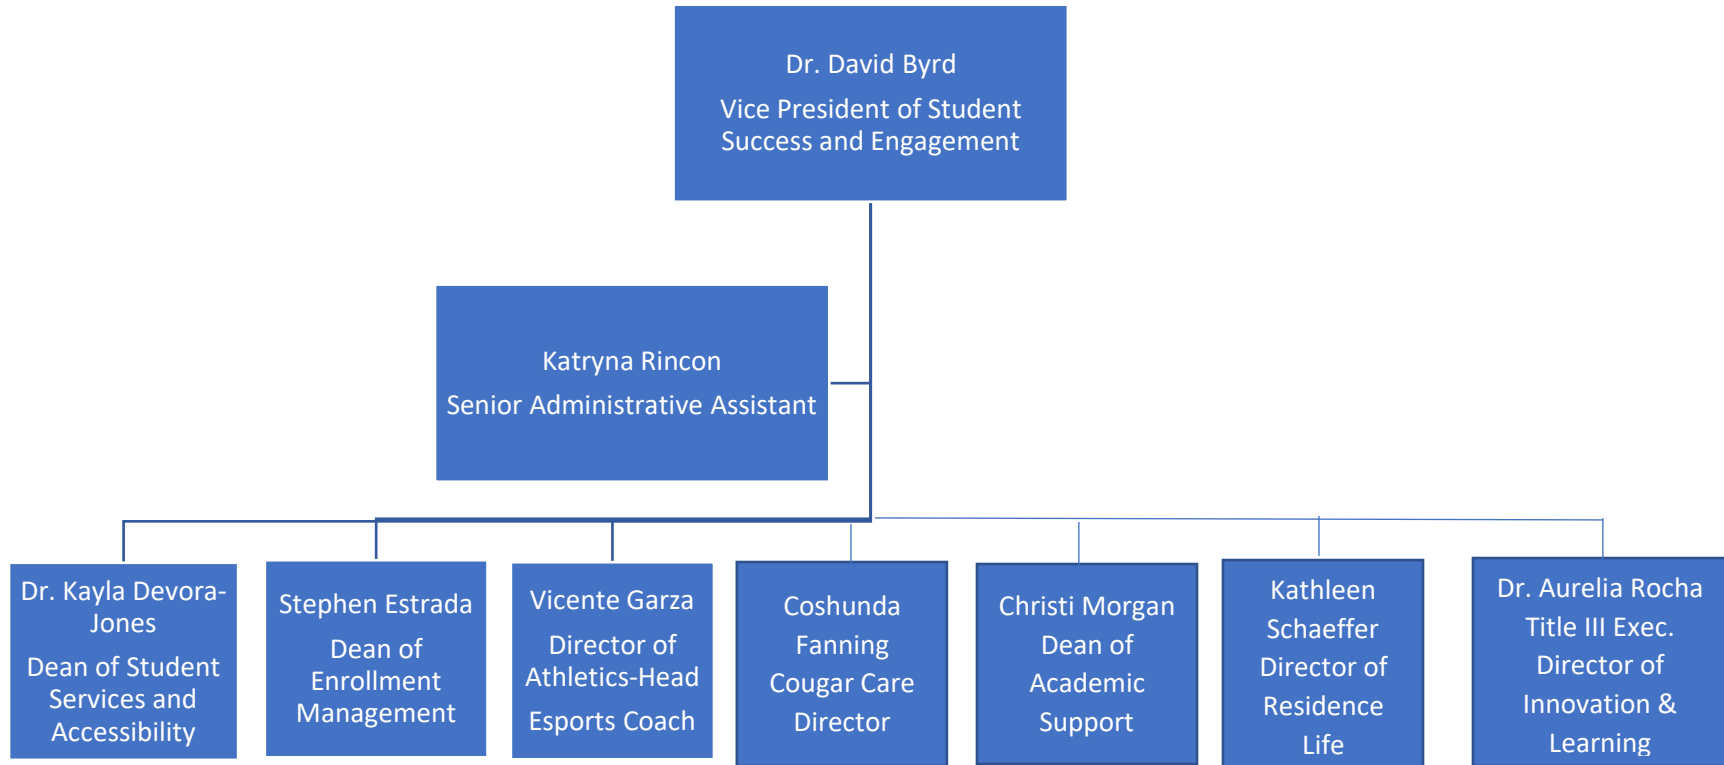 Dr. David Byrd
Vice President of Student
Success and Engagement
Katryna Rincon
Senior Administrative Assistant
Dr. Kayla Devora-
Jones
Dean of Student
Services and
Accessibility
Stephen Estrada
Dean of
Enrollment
Management
Vicente Garza
Director of
Athletics-Head
Esports Coach
Coshunda
Fanning
Cougar Care
Director
Christi Morgan
Dean of
Academic
Support
Kathleen
Schaeffer
Director of
Residence
Life
Dr. Aurelia Rocha
Title III Exec.
Director of
Innovation &
Learning